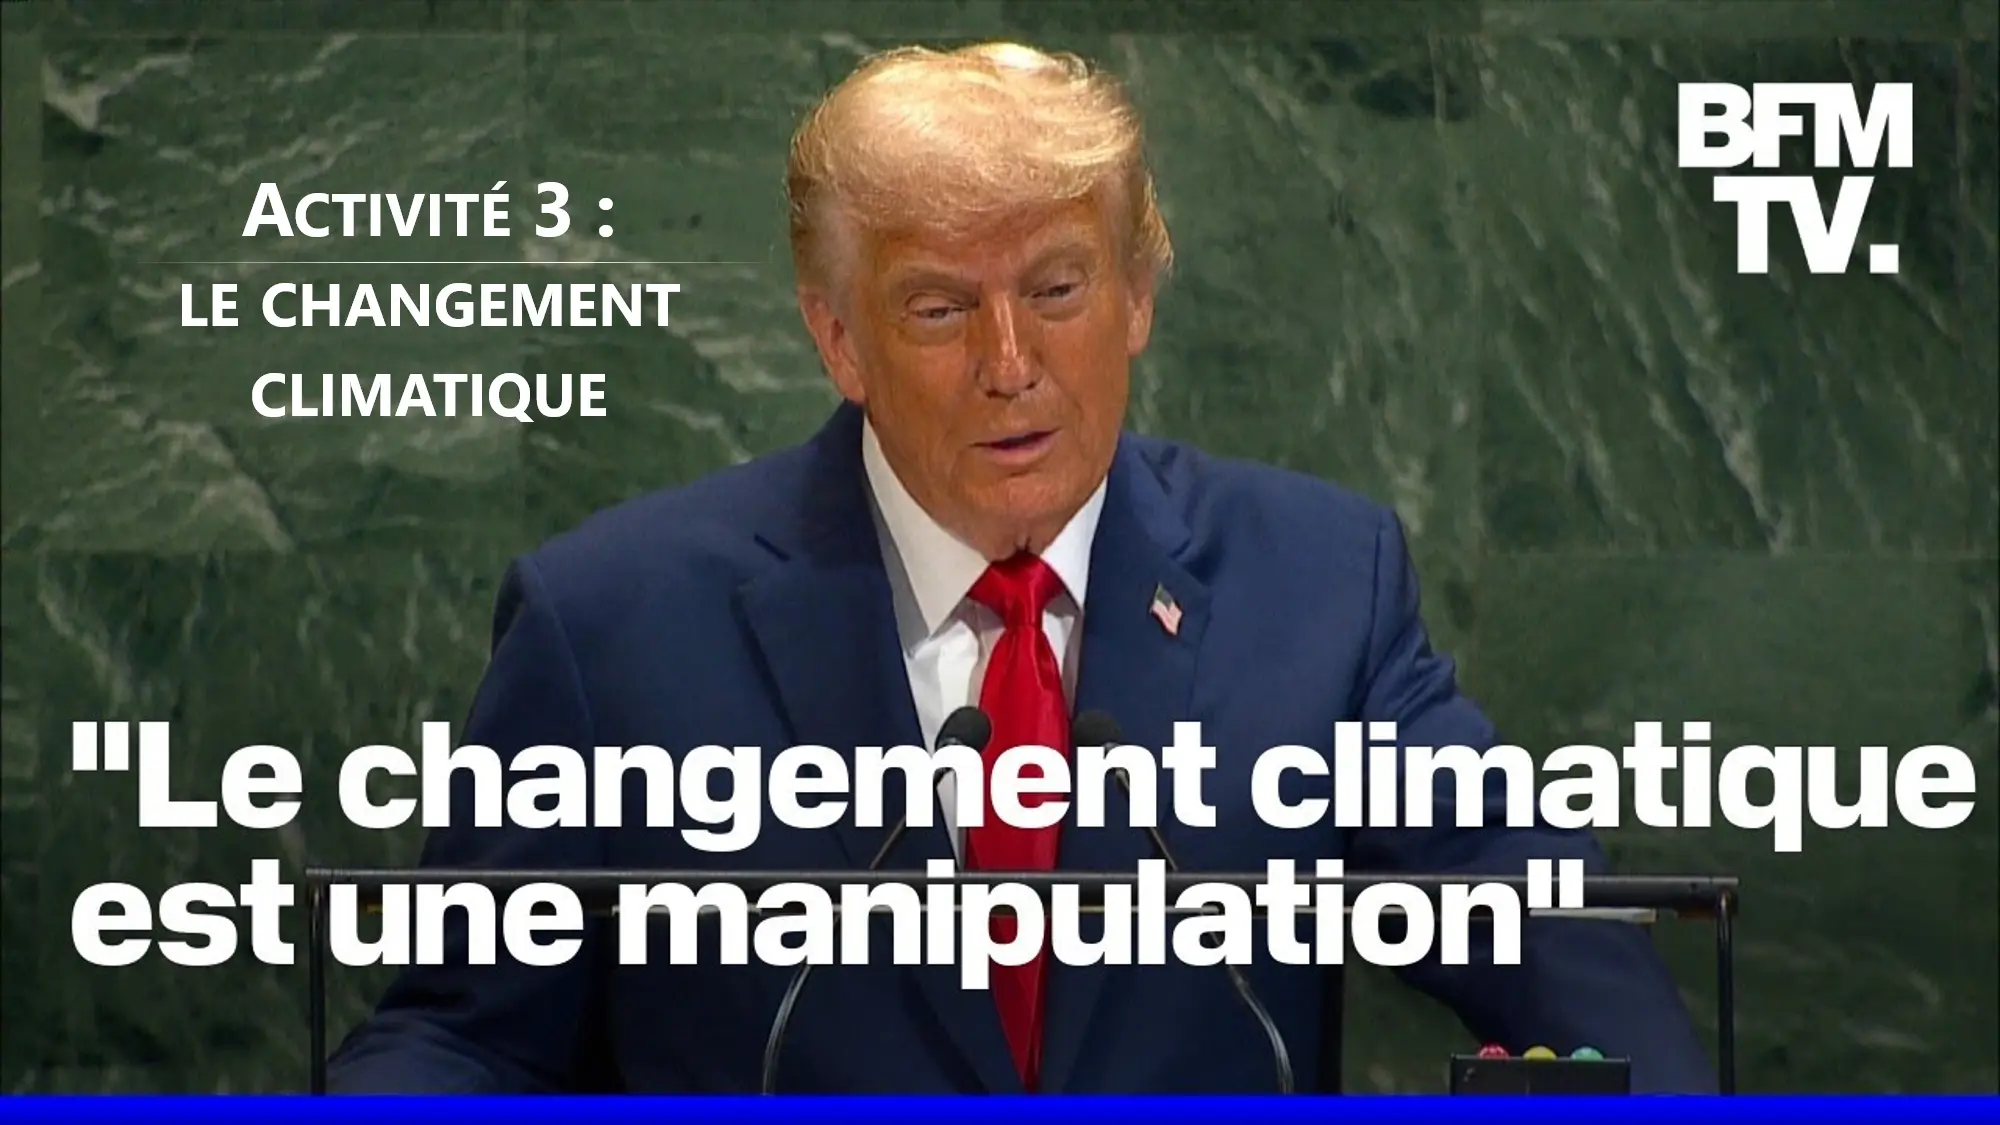 BFM
TV.
ACTIVITÉ 3 :
LE CHANGEMENT
CLIMATIQUE
"Le changement climatique
est une manipulation"